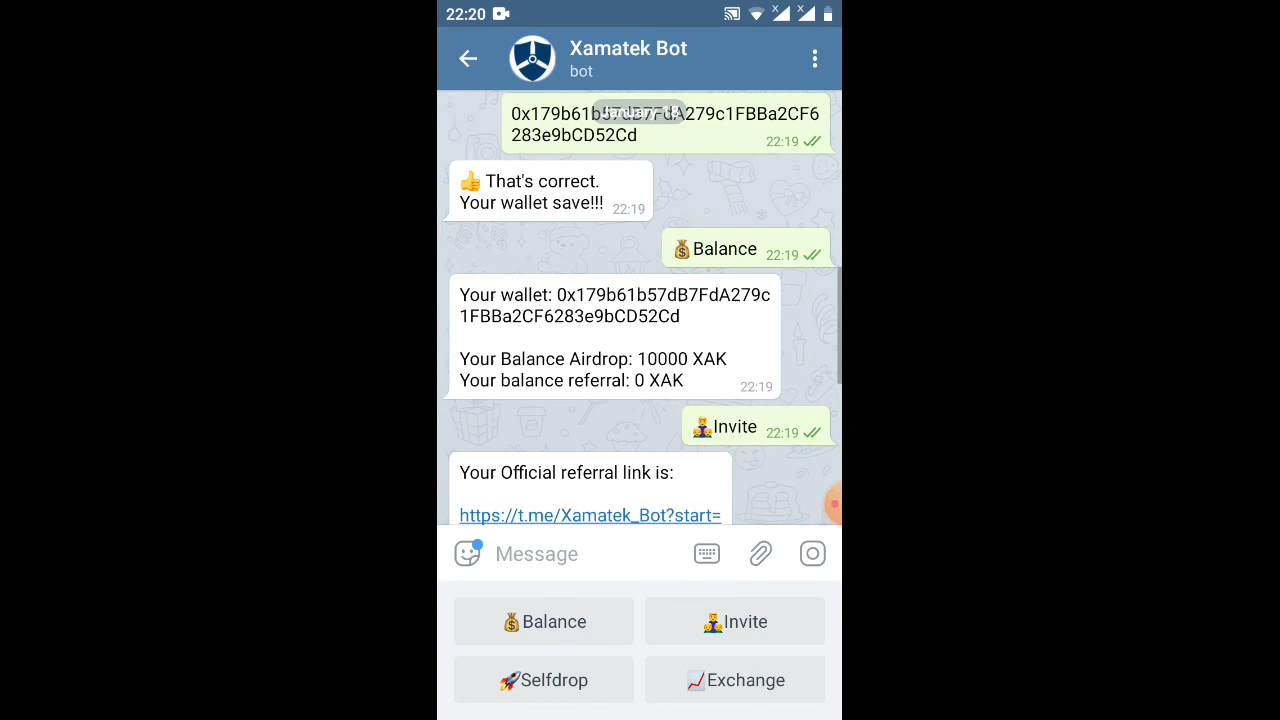 22:20
Xamatek Bot
bot
January 18
0x179b61b57dB7FdA279c1FBBa2CF6
283e9bCD52Cd
22:19
👍 That's correct.
Your wallet save!!!
22:19
💰Balance
22:19
Your wallet: 0x179b61b57dB7FdA279c
1FBBa2CF6283e9bCD52Cd
Your Balance Airdrop: 10000 XAK
Your balance referral: 0 XAK
22:19
👨‍👦‍👦Invite
22:19
Your Official referral link is:
https://t.me/Xamatek_Bot?start=
Message
💰Balance
👨‍👦‍👦Invite
🚀Selfdrop
📈Exchange